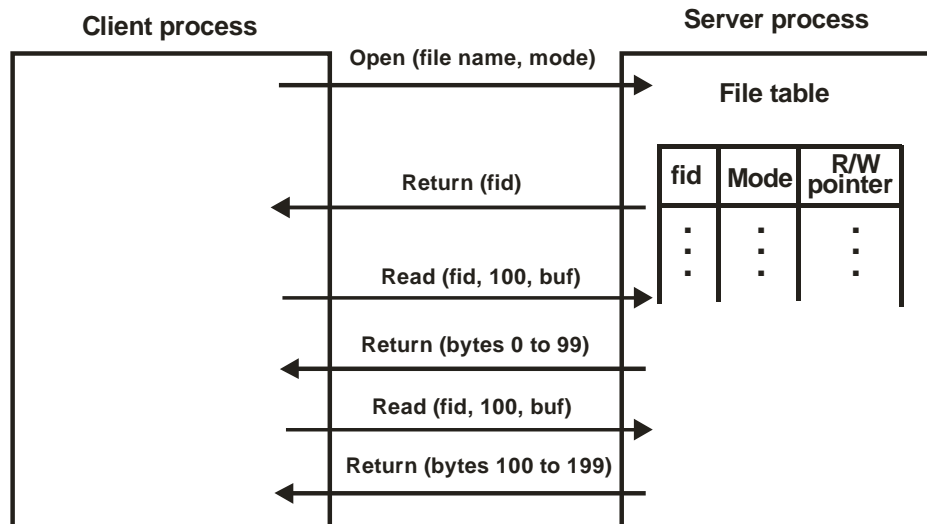 Client process
Server process
Open (file name, mode)
File table
fid
Mode
R/W
pointer
Return (fid)
Read (fid, 100, buf)
Return (bytes 0 to 99)
Read (fid, 100, buf)
Return (bytes 100 to 199)